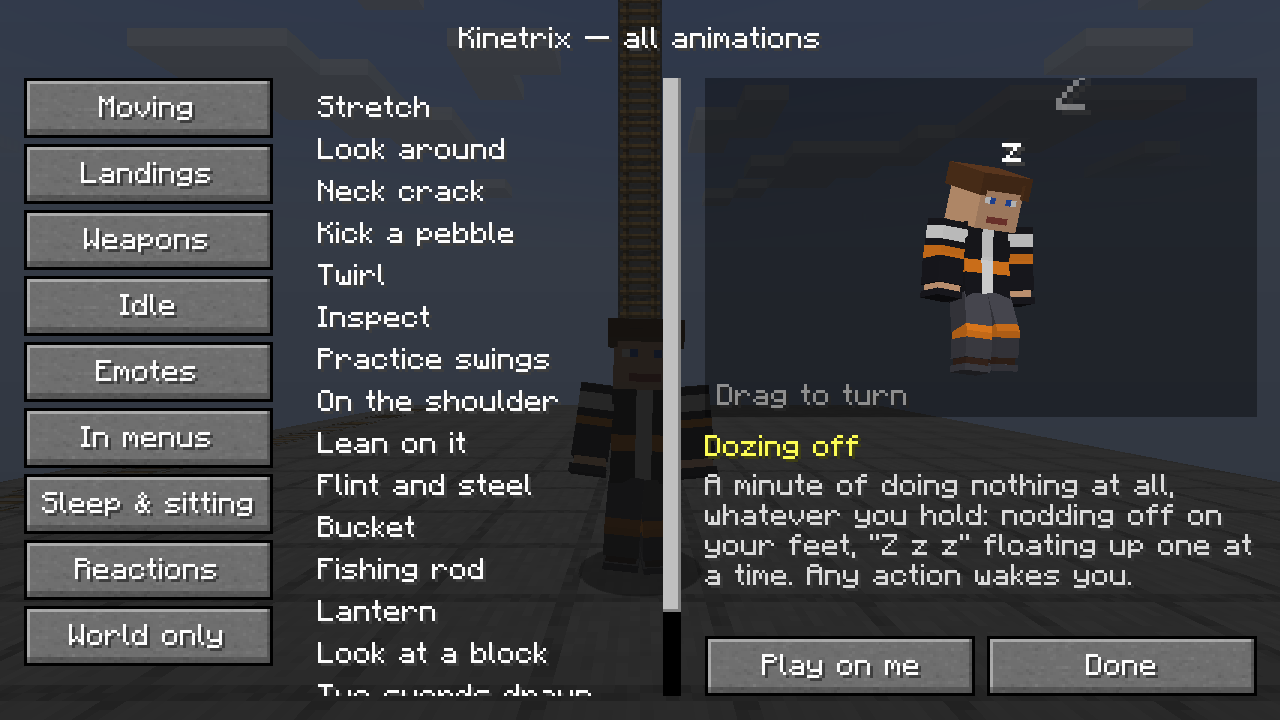 Kinetrix — all animations
Moving
Landings
Weapons
Idle
Emotes
In menus
Sleep & sitting
Reactions
World only
Stretch
Look around
Neck crack
Kick a pebble
Twirl
Inspect
Practice swings
On the shoulder
Lean on it
Flint and steel
Bucket
Fishing rod
Lantern
Look at a block
Two swords drawn
Z
z
Drag to turn
Dozing off
A minute of doing nothing at all,
whatever you hold: nodding off on
your feet, "Z z z" floating up one at
a time. Any action wakes you.
Play on me
Done